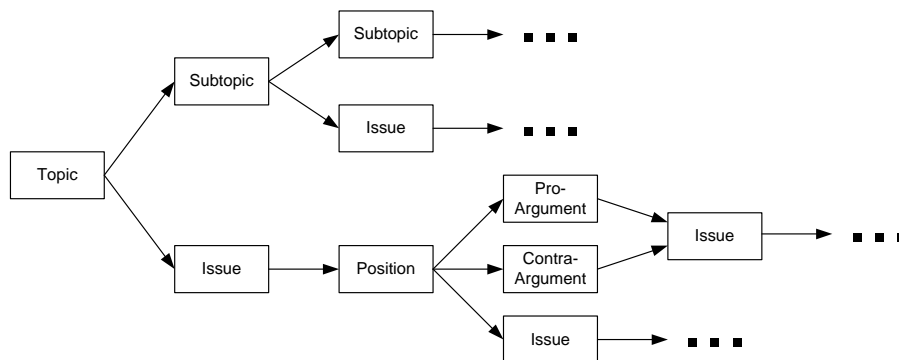 Subtopic
Subtopic
Issue
Topic
Pro-
Argument
Issue
Issue
Position
Contra-
Argument
Issue